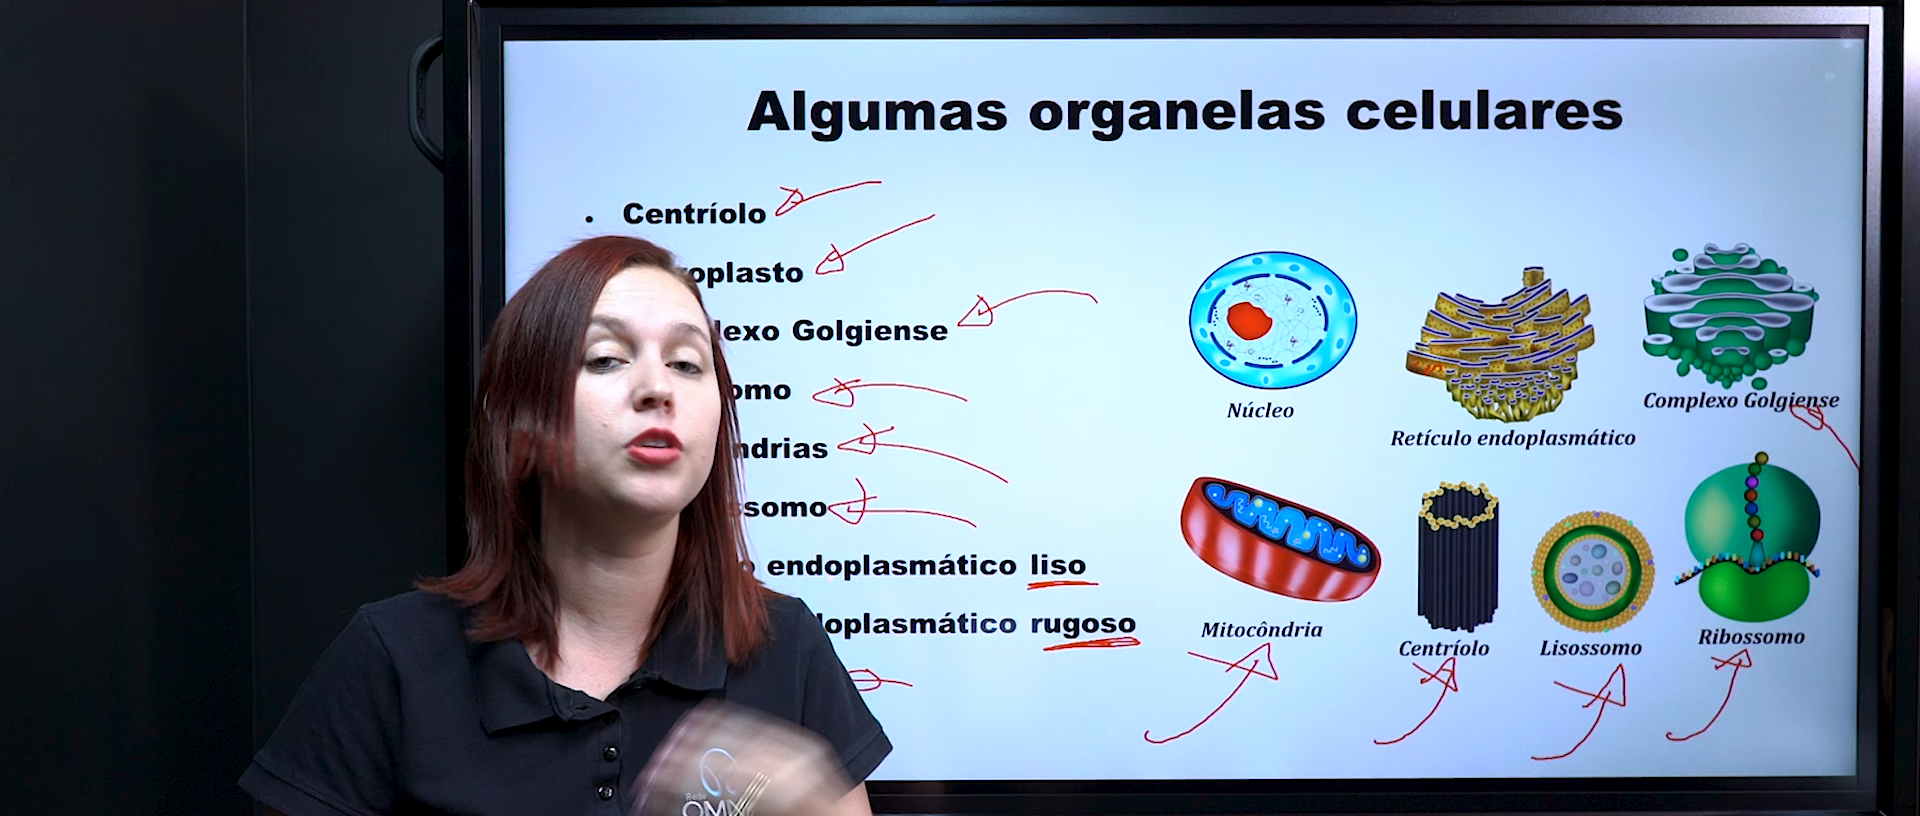 Algumas organelas celulares
• Centríolo
oplasto
lexo Golgiense
omo
ndrias
ssomo
endoplasmático liso
doplasmático rugoso
Núcleo
Retículo endoplasmático
Complexo Golgiense
Mitocôndria
Centríolo
Lisossomo
Ribossomo
Rede